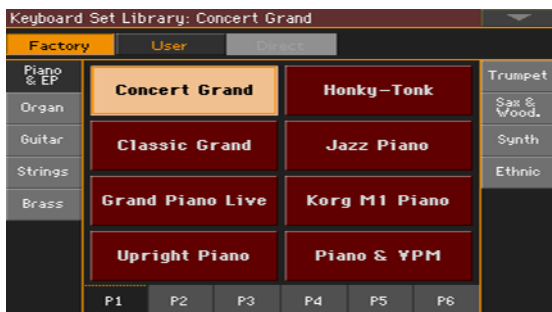 Keyboard Set Library: Concert Grand
Factory User Direct
Piano
& EP
Organ
Guitar
Strings
Brass
Concert Grand Honky-Tonk
Classic Grand Jazz Piano
Grand Piano Live Korg M1 Piano
Upright Piano Piano & ¥PM
Trumpet
Sax &
Wood.
Synth
Ethnic
P1 P2 P3 P4 P5 P6